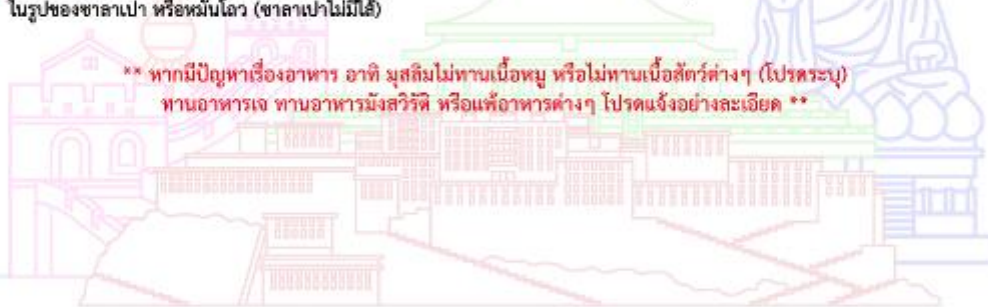 ในรูปของซาลาเปา หรือหมั่นโถว (ซาลาเปาไม่มีไส้)
** หากมีปัญหาเรื่องอาหาร อาทิ มุสลิมไม่ทานเนื้อหมู หรือไม่ทานเนื้อสัตว์ต่างๆ (โปรดระบุ)
ทานอาหารเจ ทานอาหารมังสวิรัติ หรือแพ้อาหารต่างๆ โปรดแจ้งอย่างละเอียด **